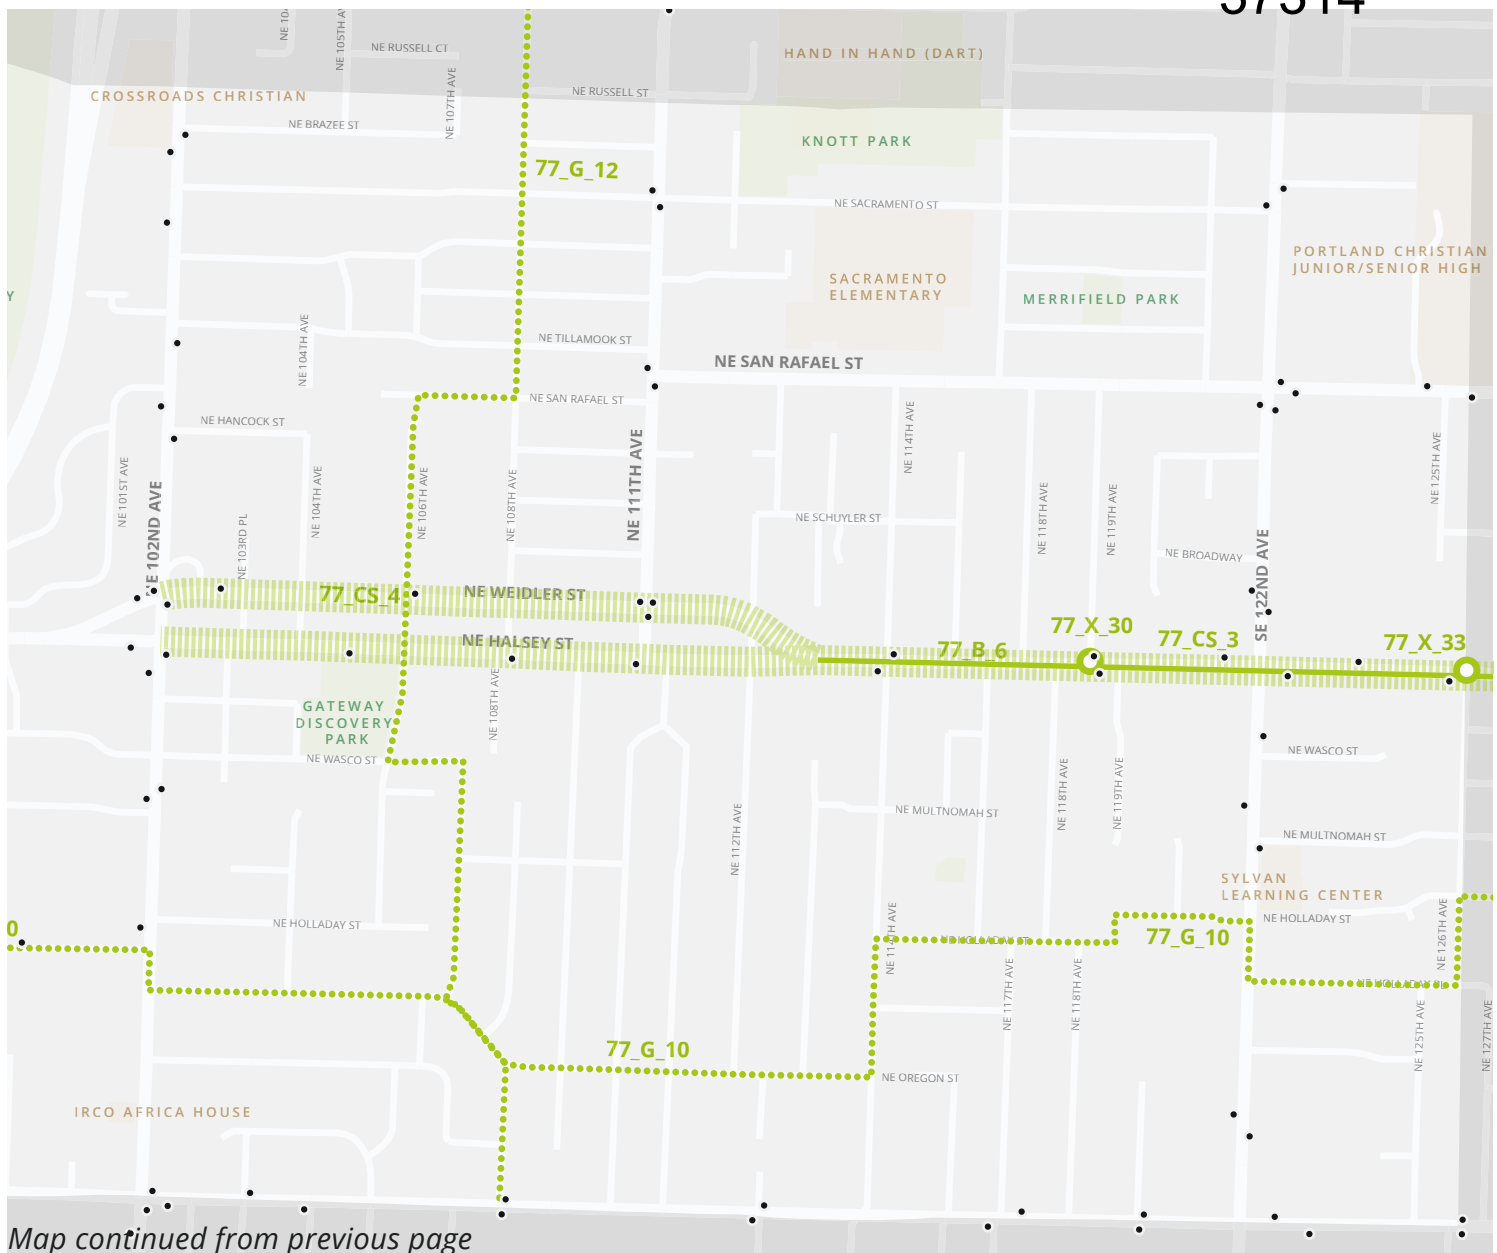 NE RUSSELL CT
HAND IN HAND (DART)
NE 107TH AVE
NE RUSSELL ST
CROSSROADS CHRISTIAN
NE BRAZEE ST
KNOTT PARK
77_G_12
NE SACRAMENTO ST
PORTLAND CHRISTIAN
JUNIOR/SENIOR HIGH
SACRAMENTO
ELEMENTARY
Y
MERRIFIELD PARK
NE 104TH AVE
NE TILLAMOOK ST
NE SAN RAFAEL ST
NE SAN RAFAEL ST
NE HANCOCK ST
NE 114TH AVE
NE 125TH AVE
NE 101ST AVE
NE 102ND AVE
NE 103RD PL
NE 104TH AVE
NE 106TH AVE
NE 108TH AVE
NE 111TH AVE
NE SCHUYLER ST
NE 118TH AVE
NE 119TH AVE
NE BROADWAY
SE 122ND AVE
77_CS_4
NE WEIDLER ST
NE HALSEY ST
77_B_6
77_X_30
77_CS_3
77_X_33
GATEWAY
DISCOVERY
PARK
NE 108TH AVE
NE WASCO ST
NE WASCO ST
NE 112TH AVE
NE MULTNOMAH ST
NE 118TH AVE
NE 119TH AVE
NE MULTNOMAH ST
SYLVAN
LEARNING CENTER
NE HOLLADAY ST
0
NE 114TH AVE
NE HOLLADAY ST
77_G_10
NE HOLLADAY ST
NE 126TH AVE
NE 117TH AVE
NE 118TH AVE
NE 125TH AVE
NE 127TH AVE
77_G_10
NE OREGON ST
IRCO AFRICA HOUSE
Map continued from previous page